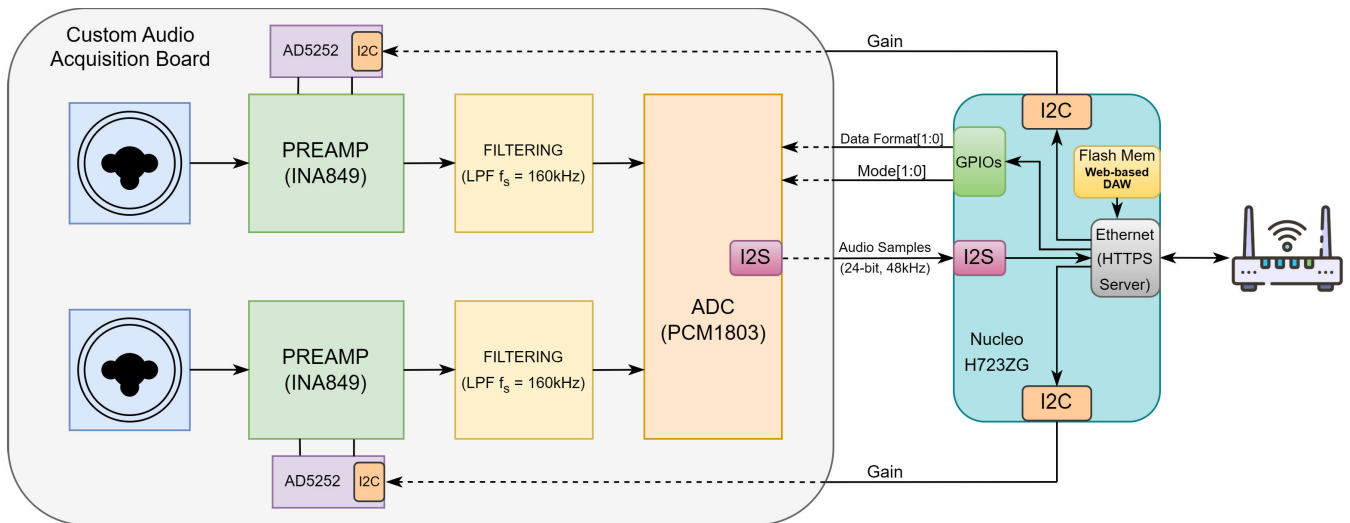 Custom Audio
Acquisition Board
AD5252
I2C
Gain
PREAMP
(INA849)
FILTERING
(LPF fs = 160kHz)
I2C
Data Format[1:0]
GPIOs
Mode[1:0]
Flash Mem
Web-based
DAW
I2S
Audio Samples
(24-bit, 48kHz)
I2S
Ethernet
(HTTPS
Server)
ADC
(PCM1803)
PREAMP
(INA849)
FILTERING
(LPF fs = 160kHz)
Nucleo
H723ZG
I2C
AD5252
I2C
Gain